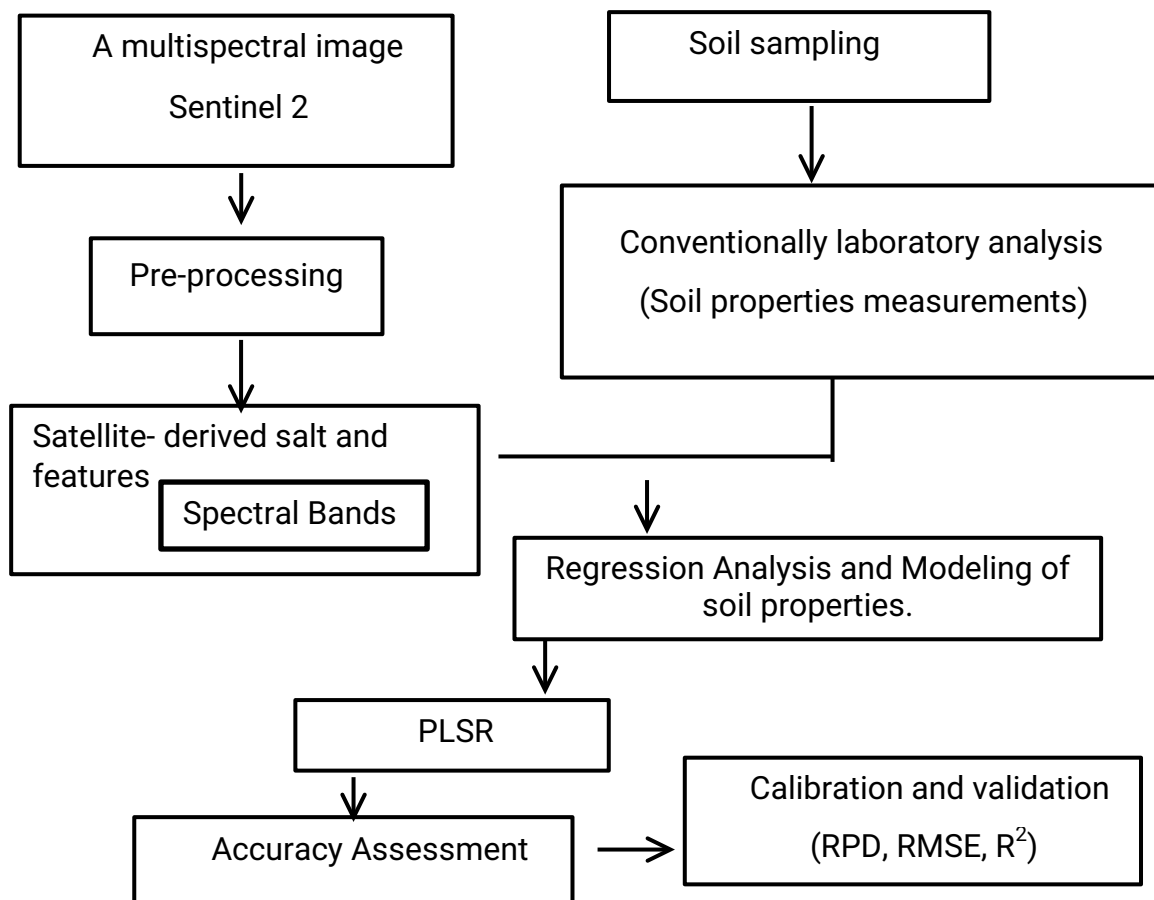 A multispectral image
Sentinel 2
Soil sampling
Pre-processing
Conventionally laboratory analysis
(Soil properties measurements)
Satellite- derived salt and
features
Spectral Bands
Regression Analysis and Modeling of
soil properties.
PLSR
Accuracy Assessment
Calibration and validation
(RPD, RMSE, R²)